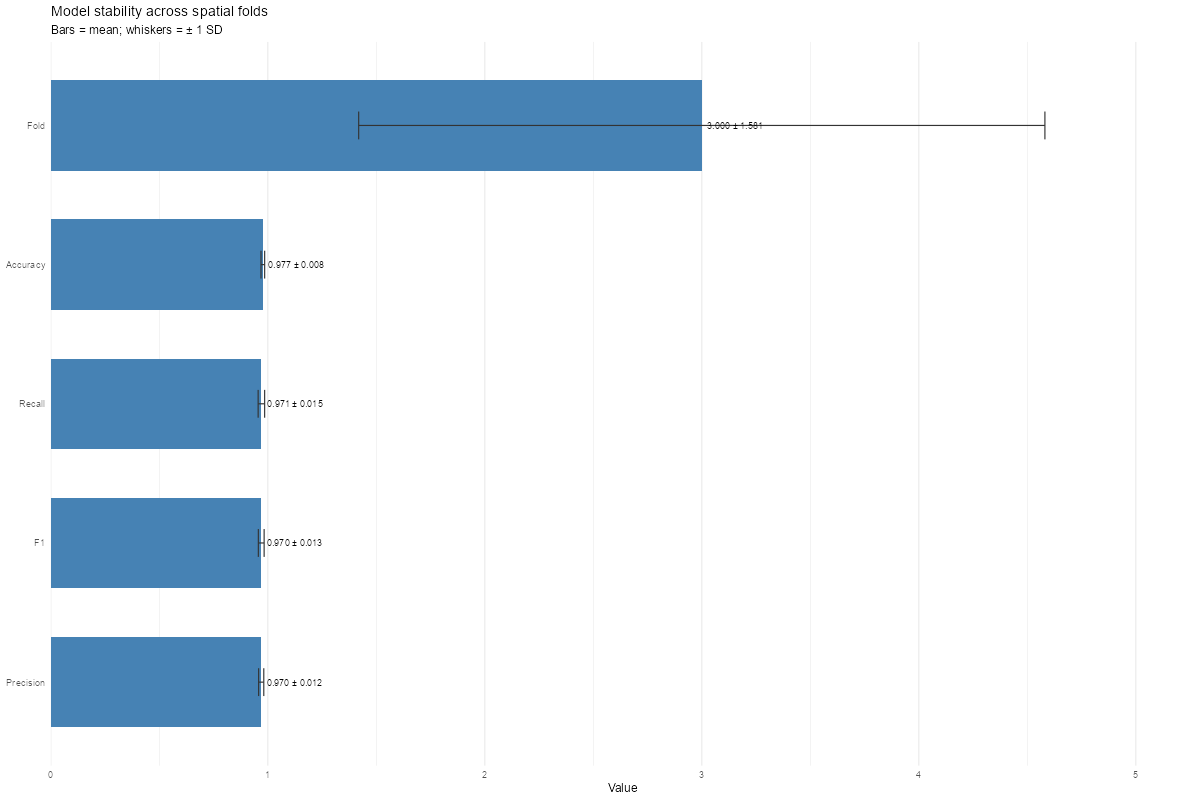 Model stability across spatial folds
Bars = mean; whiskers = ± 1 SD
Fold
3.000 ± 1.581
Accuracy
0.977 ± 0.008
Recall
0.971 ± 0.015
F1
0.970 ± 0.013
Precision
0.970 ± 0.012
0 1 2 3 4 5
Value